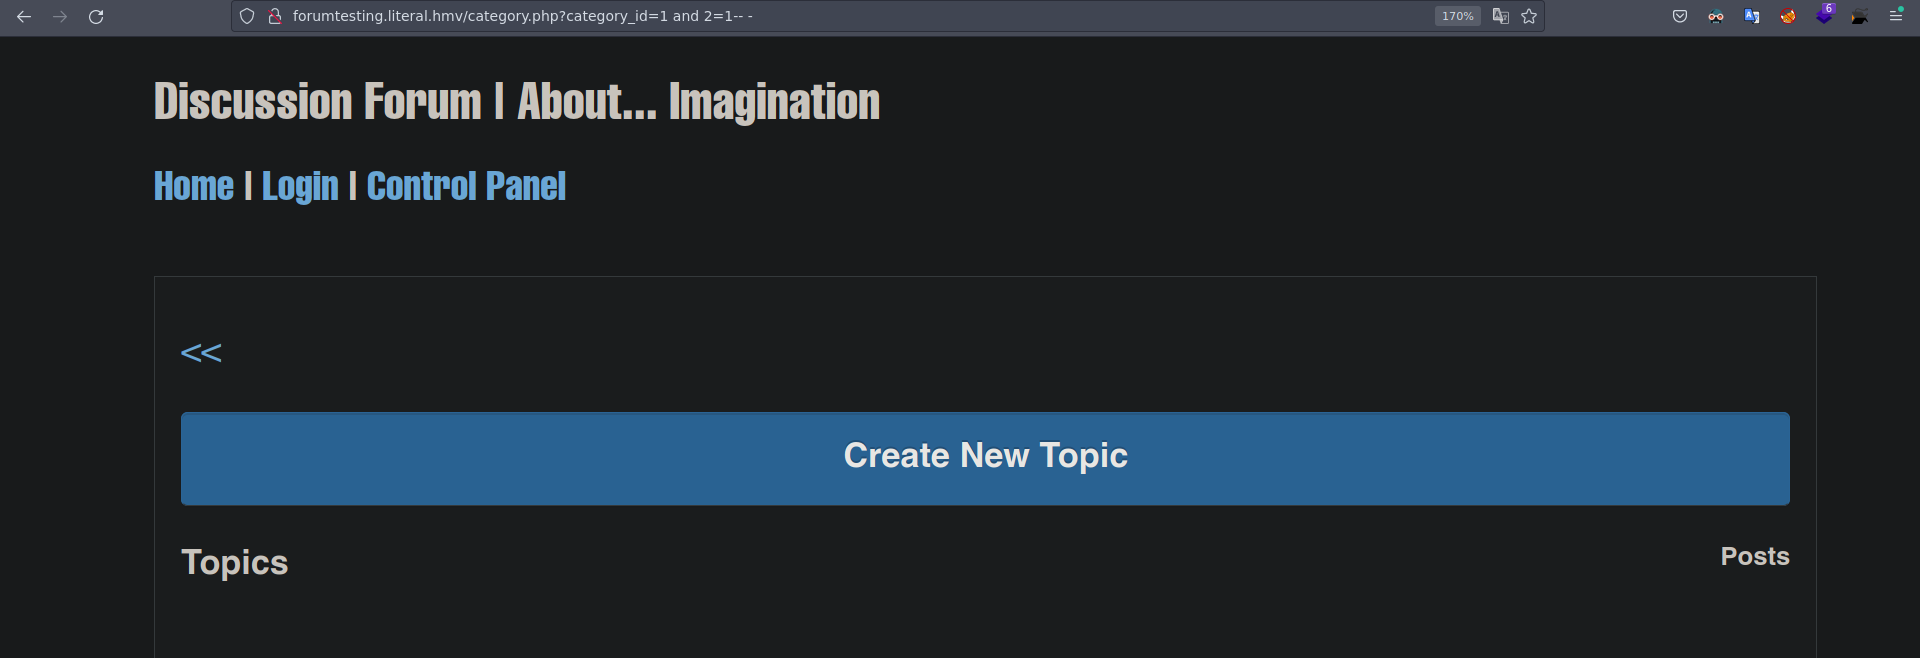 forumtesting.literal.hmv/category.php?category_id=1 and 2=1-- -
170%
6
Discussion Forum | About... Imagination
Home | Login | Control Panel
<<
Create New Topic
Topics
Posts